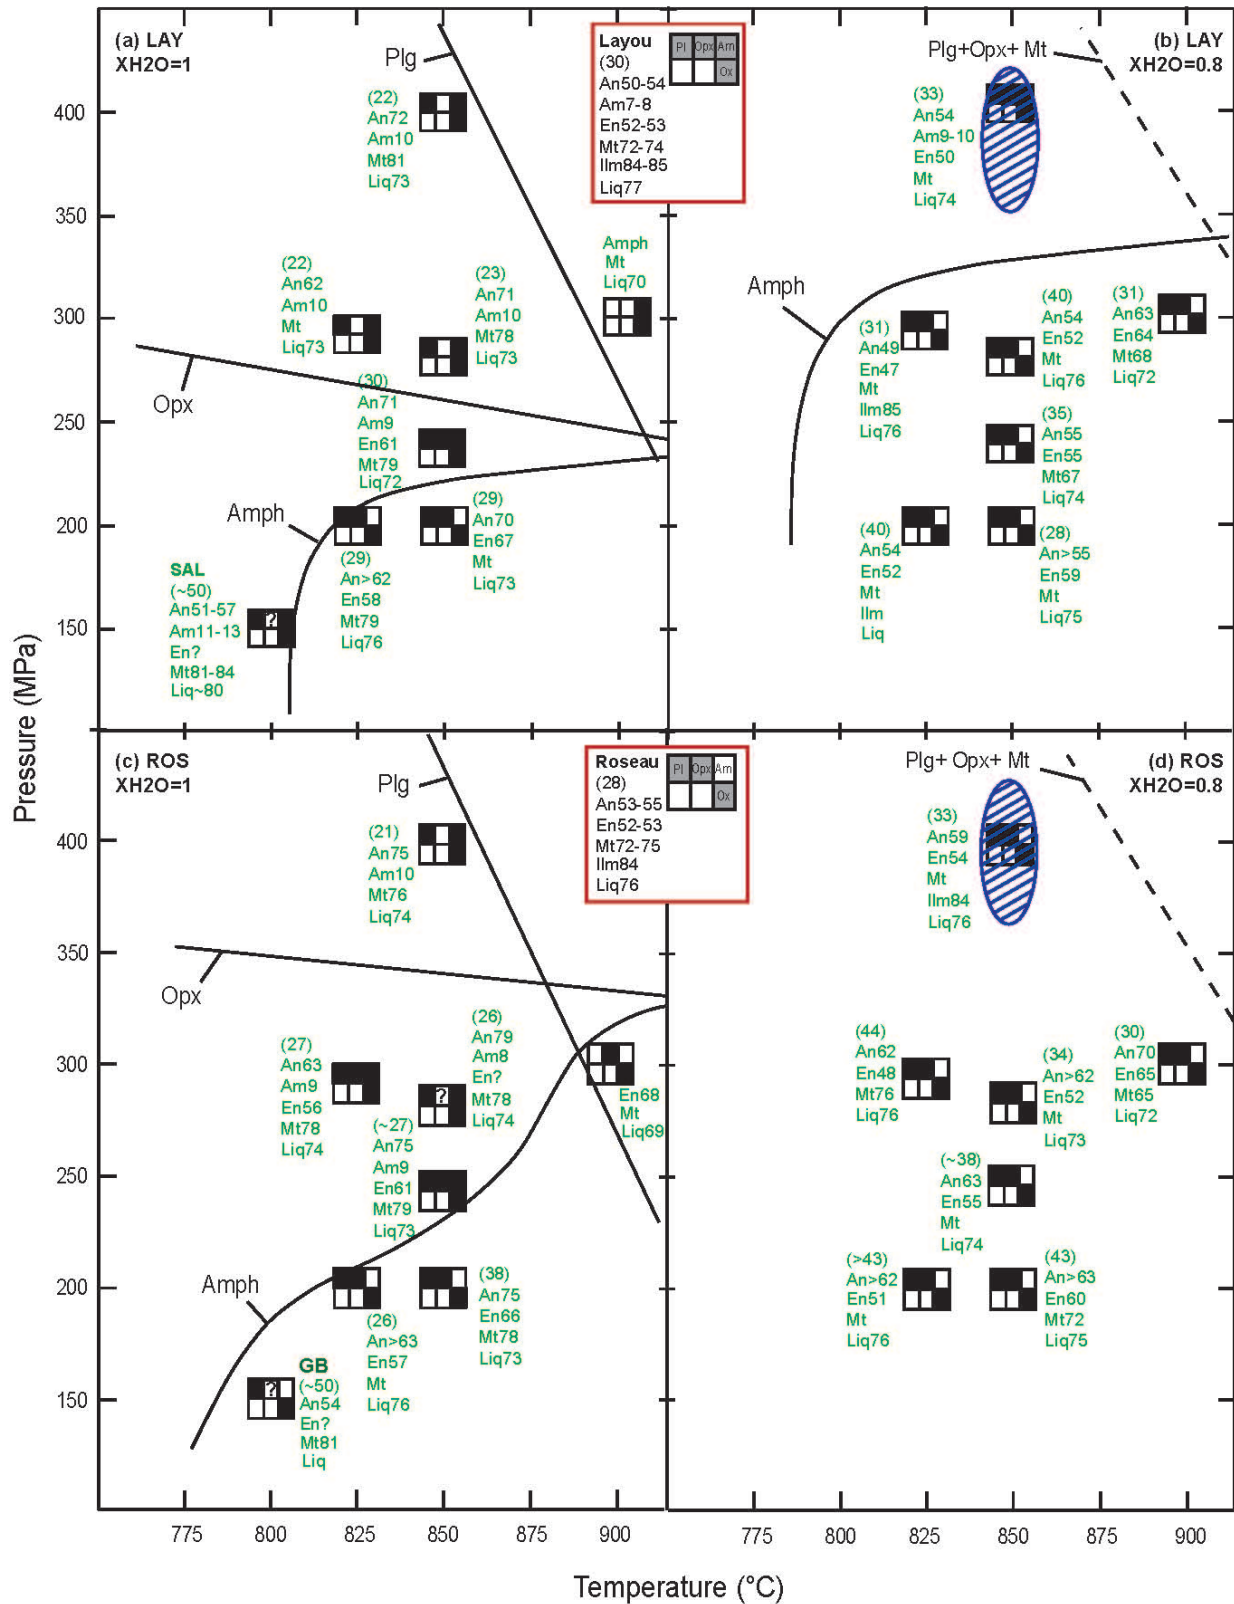 (a) LAY
XH2O=1
Plg
(22)
An72
Am10
Mt81
Liq73
(22)
An62
Am10
Mt
Liq73
(23)
An71
Am10
Mt78
Liq73
Amph
Mt
Liq70
Opx
(30)
An71
Am9
En61
Mt79
Liq72
Amph
(29)
An70
En67
Mt
Liq73
(29)
An>62
En58
Mt79
Liq76
SAL
(~50)
An51-57
Am11-13
En?
Mt81-84
Liq~80
?
Layou
(30)
An50-54
Am7-8
En52-53
Mt72-74
Ilm84-85
Liq77
Pl Opx Am
Ox
(b) LAY
XH2O=0.8
Plg+Opx+ Mt
(33)
An54
Am9-10
En50
Mt
Liq74
Amph
(31)
An49
En47
Mt
Ilm85
Liq76
(40)
An54
En52
Mt
Liq76
(31)
An63
En64
Mt68
Liq72
(35)
An55
En55
Mt67
Liq74
(40)
An54
En52
Mt
Ilm
Liq
(28)
An>55
En59
Mt
Liq75
400
350
300
250
200
150
Pressure (MPa)
(c) ROS
XH2O=1
Plg
(21)
An75
Am10
Mt76
Liq74
Opx
(27)
An63
Am9
En56
Mt78
Liq74
(26)
An79
Am8
En?
Mt78
Liq74
?
En68
Mt
Liq69
(~27)
An75
Am9
En61
Mt79
Liq73
Amph
(26)
An>63
En57
Mt
Liq76
(38)
An75
En66
Mt78
Liq73
GB
(~50)
An54
En?
Mt81
Liq
?
Roseau
(28)
An53-55
En52-53
Mt72-75
Ilm84
Liq76
Pl Opx Am
Ox
(d) ROS
XH2O=0.8
Plg+ Opx+ Mt
(33)
An59
En54
Mt
Ilm84
Liq76
(44)
An62
En48
Mt76
Liq76
(34)
An>62
En52
Mt
Liq73
(30)
An70
En65
Mt65
Liq72
(~38)
An63
En55
Mt
Liq74
(>43)
An>62
En51
Mt
Liq76
(43)
An>63
En60
Mt72
Liq75
400
350
300
250
200
150
775 800 825 850 875 900
775 800 825 850 875 900
Temperature (°C)